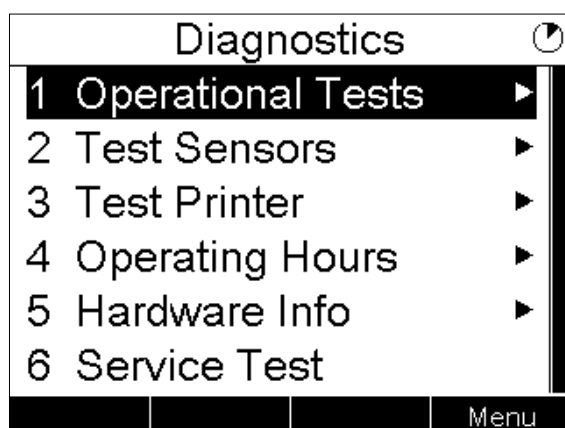 Diagnostics
1 Operational Tests
2 Test Sensors
3 Test Printer
4 Operating Hours
5 Hardware Info
6 Service Test
Menu